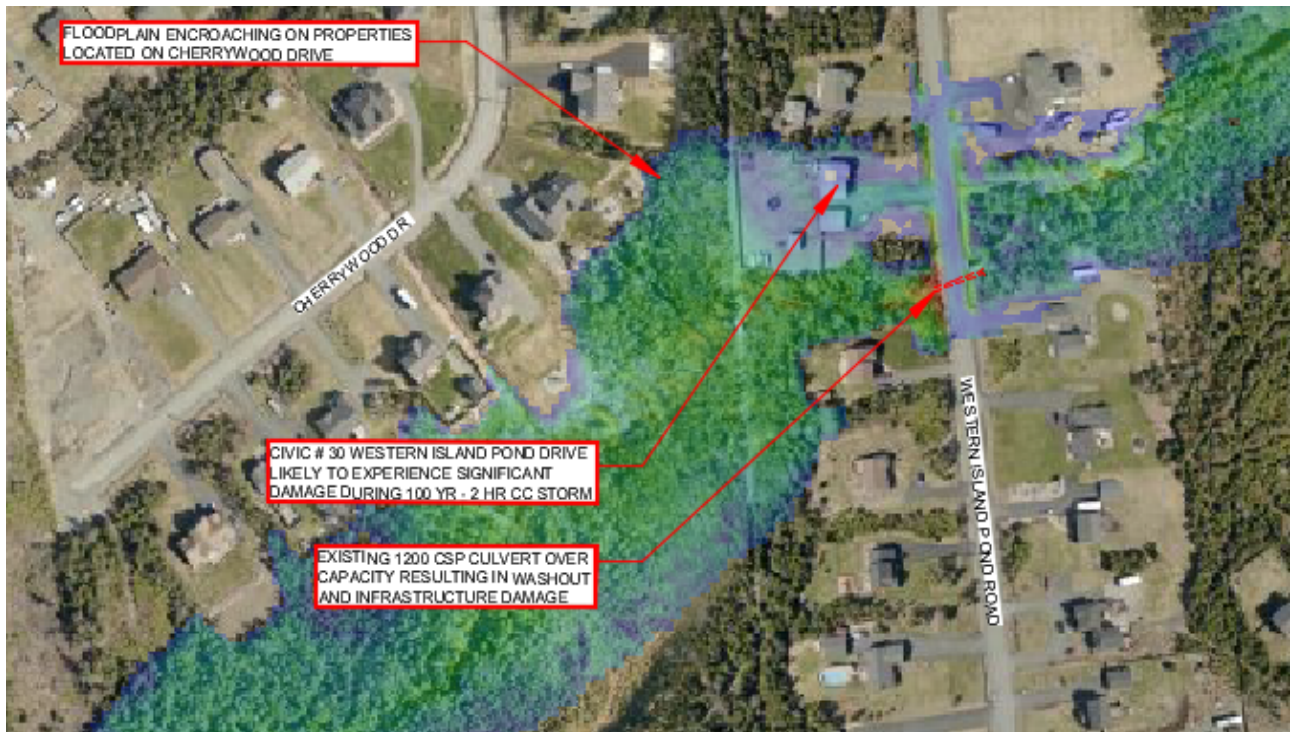 FLOODPLAIN ENCROACHING ON PROPERTIES
LOCATED ON CHERRYWOOD DRIVE
CHERRYWOOD DR
CIVIC # 30 WESTERN ISLAND POND DRIVE
LIKELY TO EXPERIENCE SIGNIFICANT
DAMAGE DURING 100 YR - 2 HR CC STORM
EXISTING 1200 CSP CULVERT OVER
CAPACITY RESULTING IN WASHOUT
AND INFRASTRUCTURE DAMAGE
WESTERN ISLAND POND ROAD